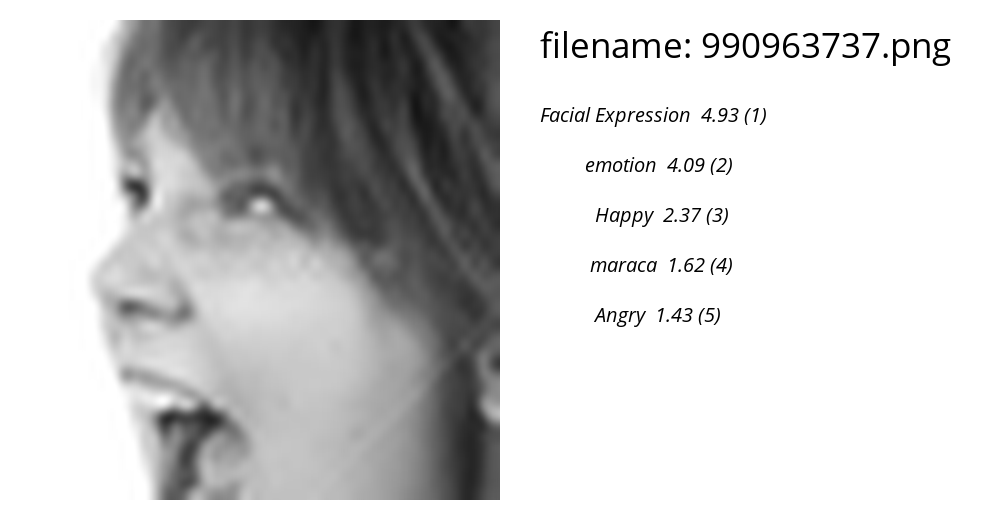 filename: 990963737.png
Facial Expression 4.93 (1)
emotion 4.09 (2)
Happy 2.37 (3)
maraca 1.62 (4)
Angry 1.43 (5)